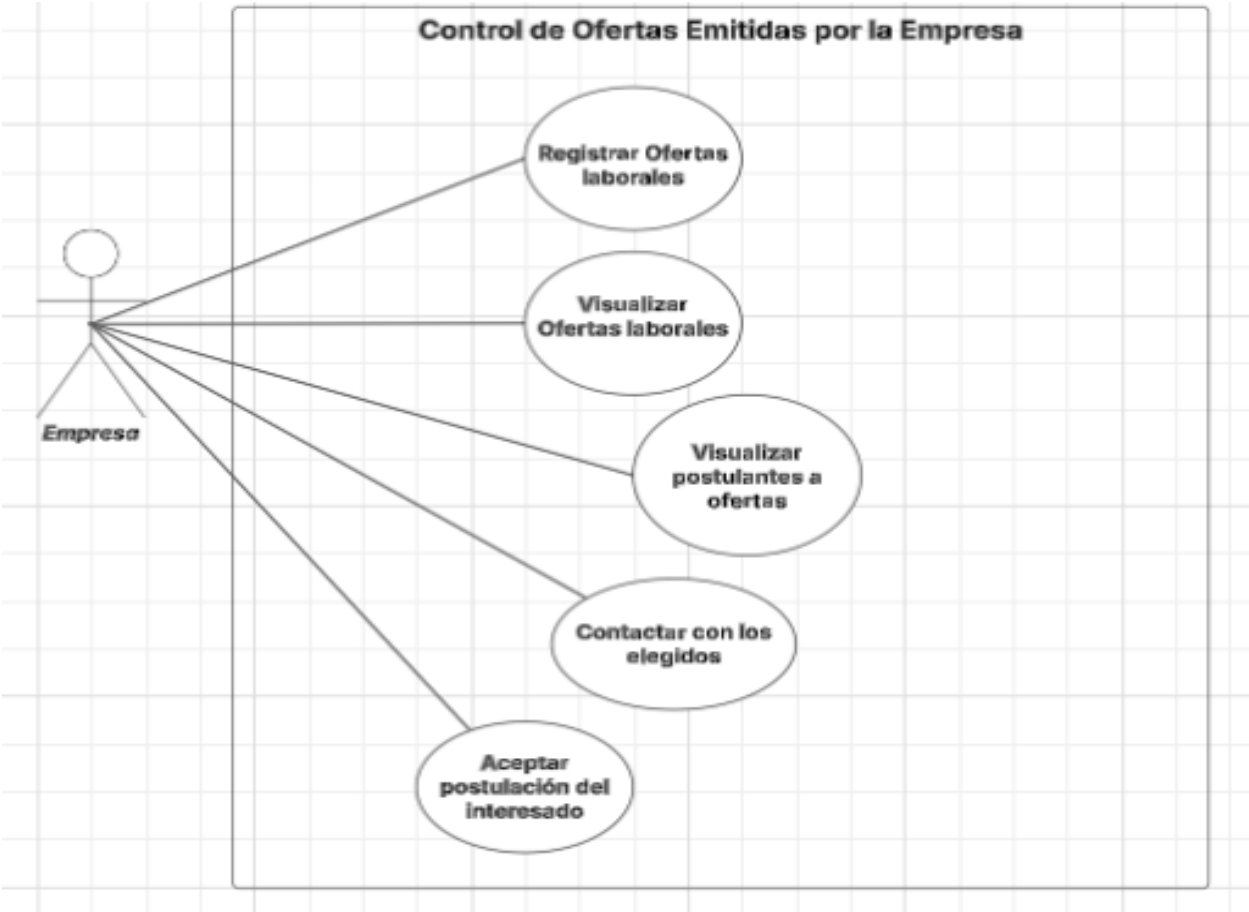 Control de Ofertas Emitidas por la Empresa
Registrar Ofertas
laborales
Visualizar
Ofertas laborales
Empresa
Visualizar
postulantes a
ofertas
Contactar con los
elegidos
Aceptar
postulación del
interesado